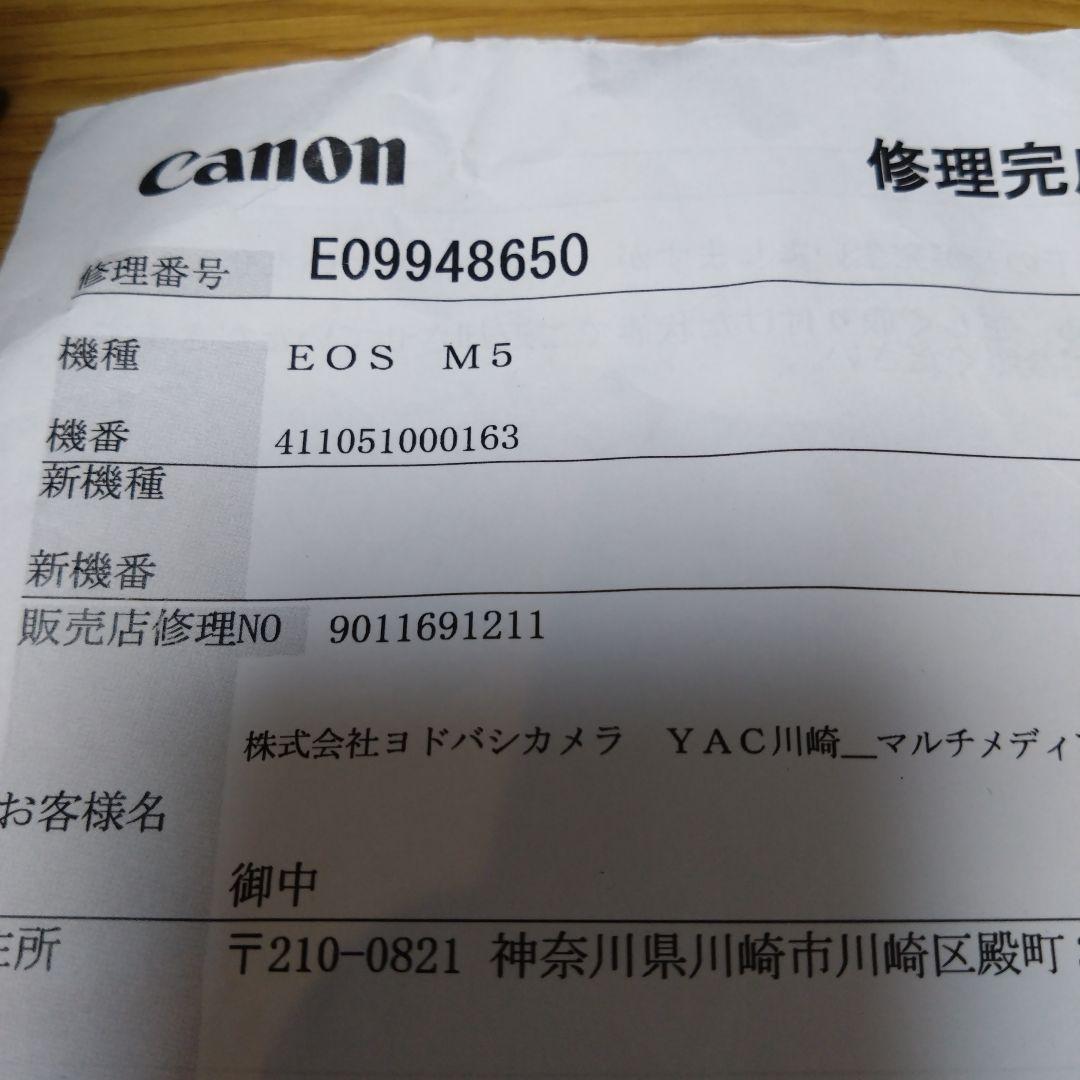 Canon
修理完
修理番号 E09948650
機種 EOS M5
機番 411051000163
新機種
新機番
販売店修理NO 9011691211
株式会社ヨドバシカメラ YAC川崎＿マルチメディ
お客様名
御中
住所 〒210-0821 神奈川県川崎市川崎区殿町